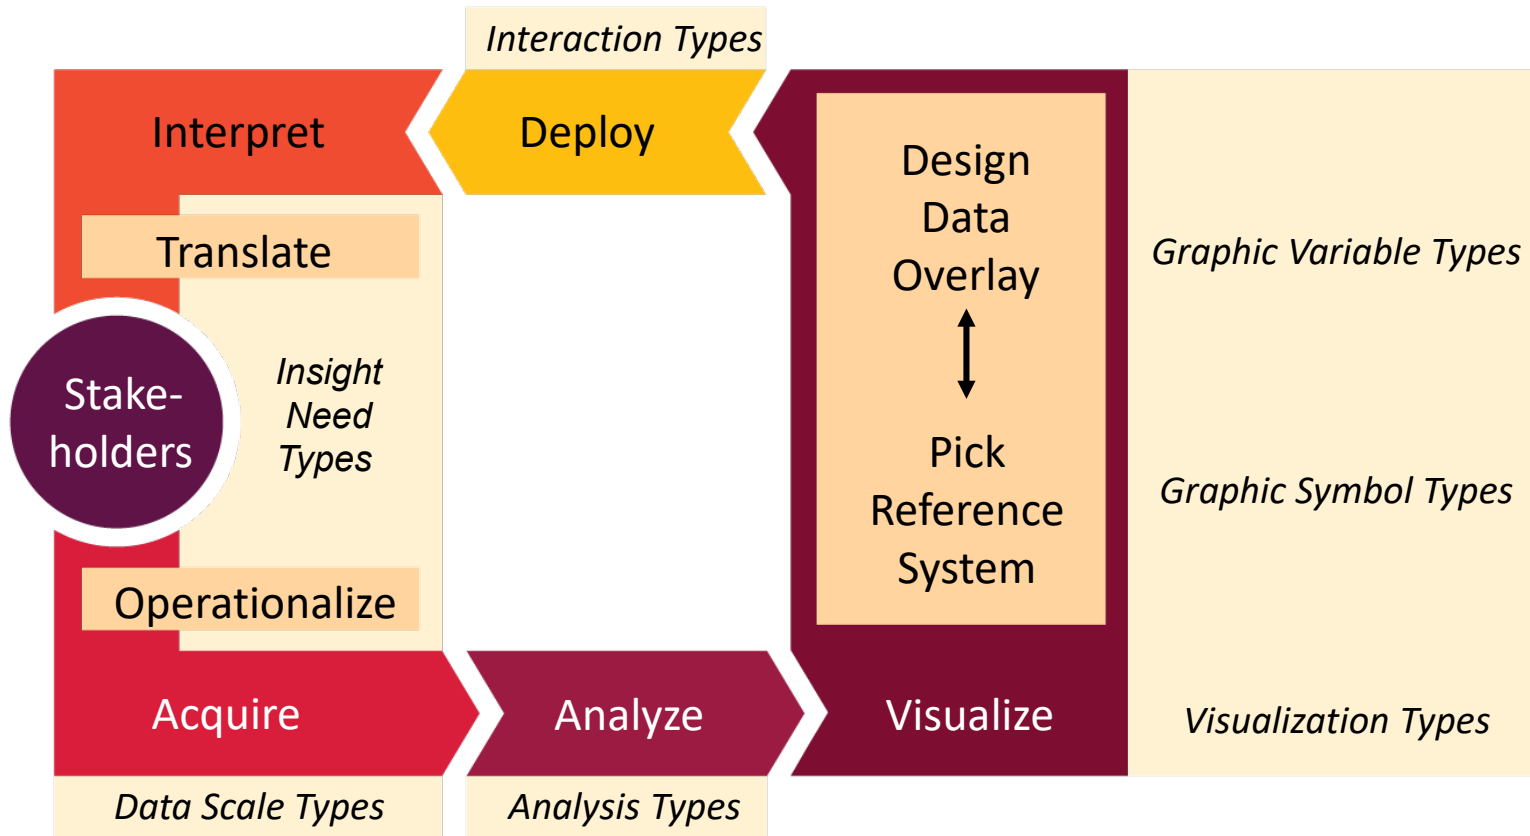 Interaction Types
Interpret
Deploy
Design
Data
Overlay
Translate
Graphic Variable Types
Stake-
holders
Insight
Need
Types
Pick
Reference
System
Graphic Symbol Types
Operationalize
Acquire
Analyze
Visualize
Visualization Types
Data Scale Types
Analysis Types